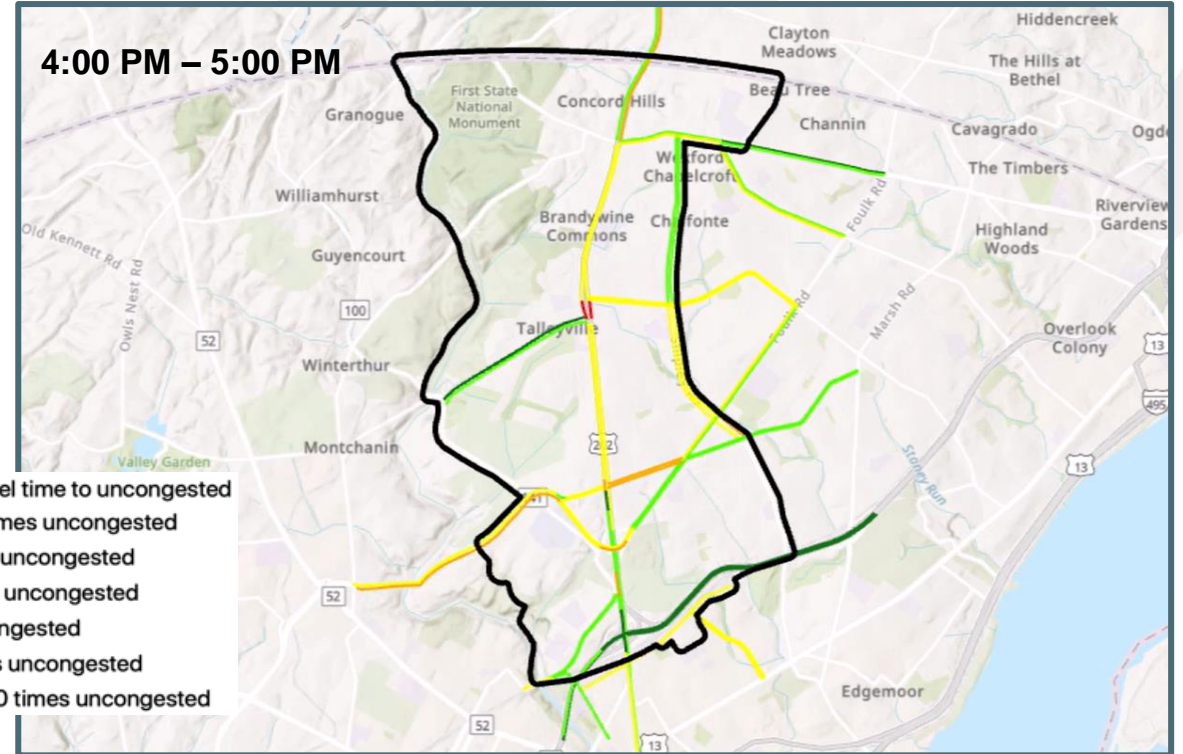 4:00 PM – 5:00 PM
Hiddencreek
Clayton
Meadows
The Hills at
Bethel
First State
National
Monument
Concord Hills
Beau Tree
Granogue
Channin
Cavagrado
The Timbers
Williamhurst
Foulk Rd
Riverview
Gardens
Brandywine
Commons
Highland
Woods
Old Kennett Rd
Guyencourt
Owls Nest Rd
100
52
Talleyville
Foulk Rd
Marsh Rd
Overlook
Colony
13
Winterthur
495
202
Montchanin
Valley Garden
13
Stoney Run
el time to uncongested
mes uncongested
uncongested
uncongested
ngested
s uncongested
0 times uncongested
52
Edgemoor
52
13